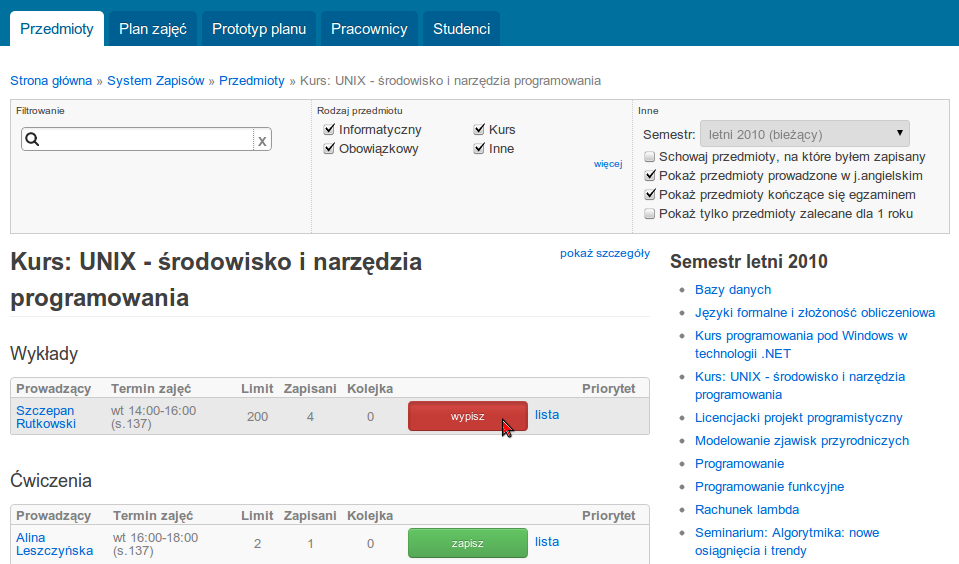 Przedmioty Plan zajęć Prototyp planu Pracownicy Studenci
Strona główna » System Zapisów » Przedmioty » Kurs: UNIX - środowisko i narzędzia programowania
Filtrowanie
x
Rodzaj przedmiotu
Informatyczny Kurs
Obowiązkowy Inne
więcej
Inne
Semestr: letni 2010 (bieżący)
Schowaj przedmioty, na które byłem zapisany
Pokaż przedmioty prowadzone w j.angielskim
Pokaż przedmioty kończące się egzaminem
Pokaż tylko przedmioty zalecane dla 1 roku
Kurs: UNIX - środowisko i narzędzia
programowania
pokaż szczegóły
Wykłady
Prowadzący Termin zajęć Limit Zapisani Kolejka Priorytet
Szczepan
Rutkowski
wt 14:00-16:00
(s.137)
200 4 0 wypisz lista
Ćwiczenia
Prowadzący Termin zajęć Limit Zapisani Kolejka Priorytet
Alina
Leszczyńska
wt 16:00-18:00
(s.137)
2 1 0 zapisz lista
Semestr letni 2010
Bazy danych
Języki formalne i złożoność obliczeniowa
Kurs programowania pod Windows w
technologii .NET
Kurs: UNIX - środowisko i narzędzia
programowania
Licencjacki projekt programistyczny
Modelowanie zjawisk przyrodniczych
Programowanie
Programowanie funkcyjne
Rachunek lambda
Seminarium: Algorytmika: nowe
osiągnięcia i trendy